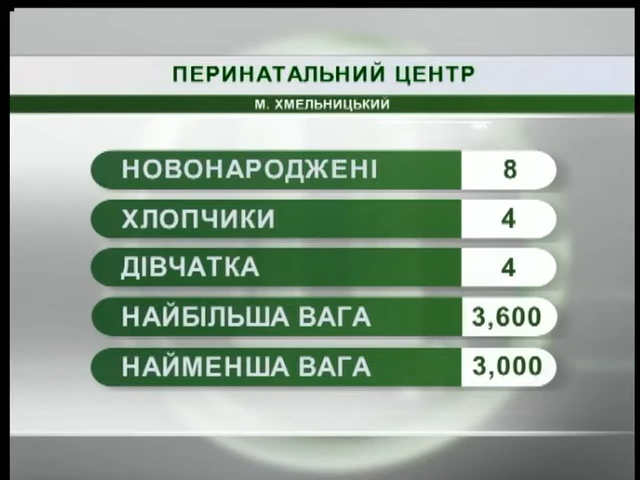 ПЕРИНАТАЛЬНИЙ ЦЕНТР
М. ХМЕЛЬНИЦЬКИЙ
НОВОНАРОДЖЕНІ 8
ХЛОПЧИКИ 4
ДІВЧАТКА 4
НАЙБІЛЬША ВАГА 3,600
НАЙМЕНША ВАГА 3,000